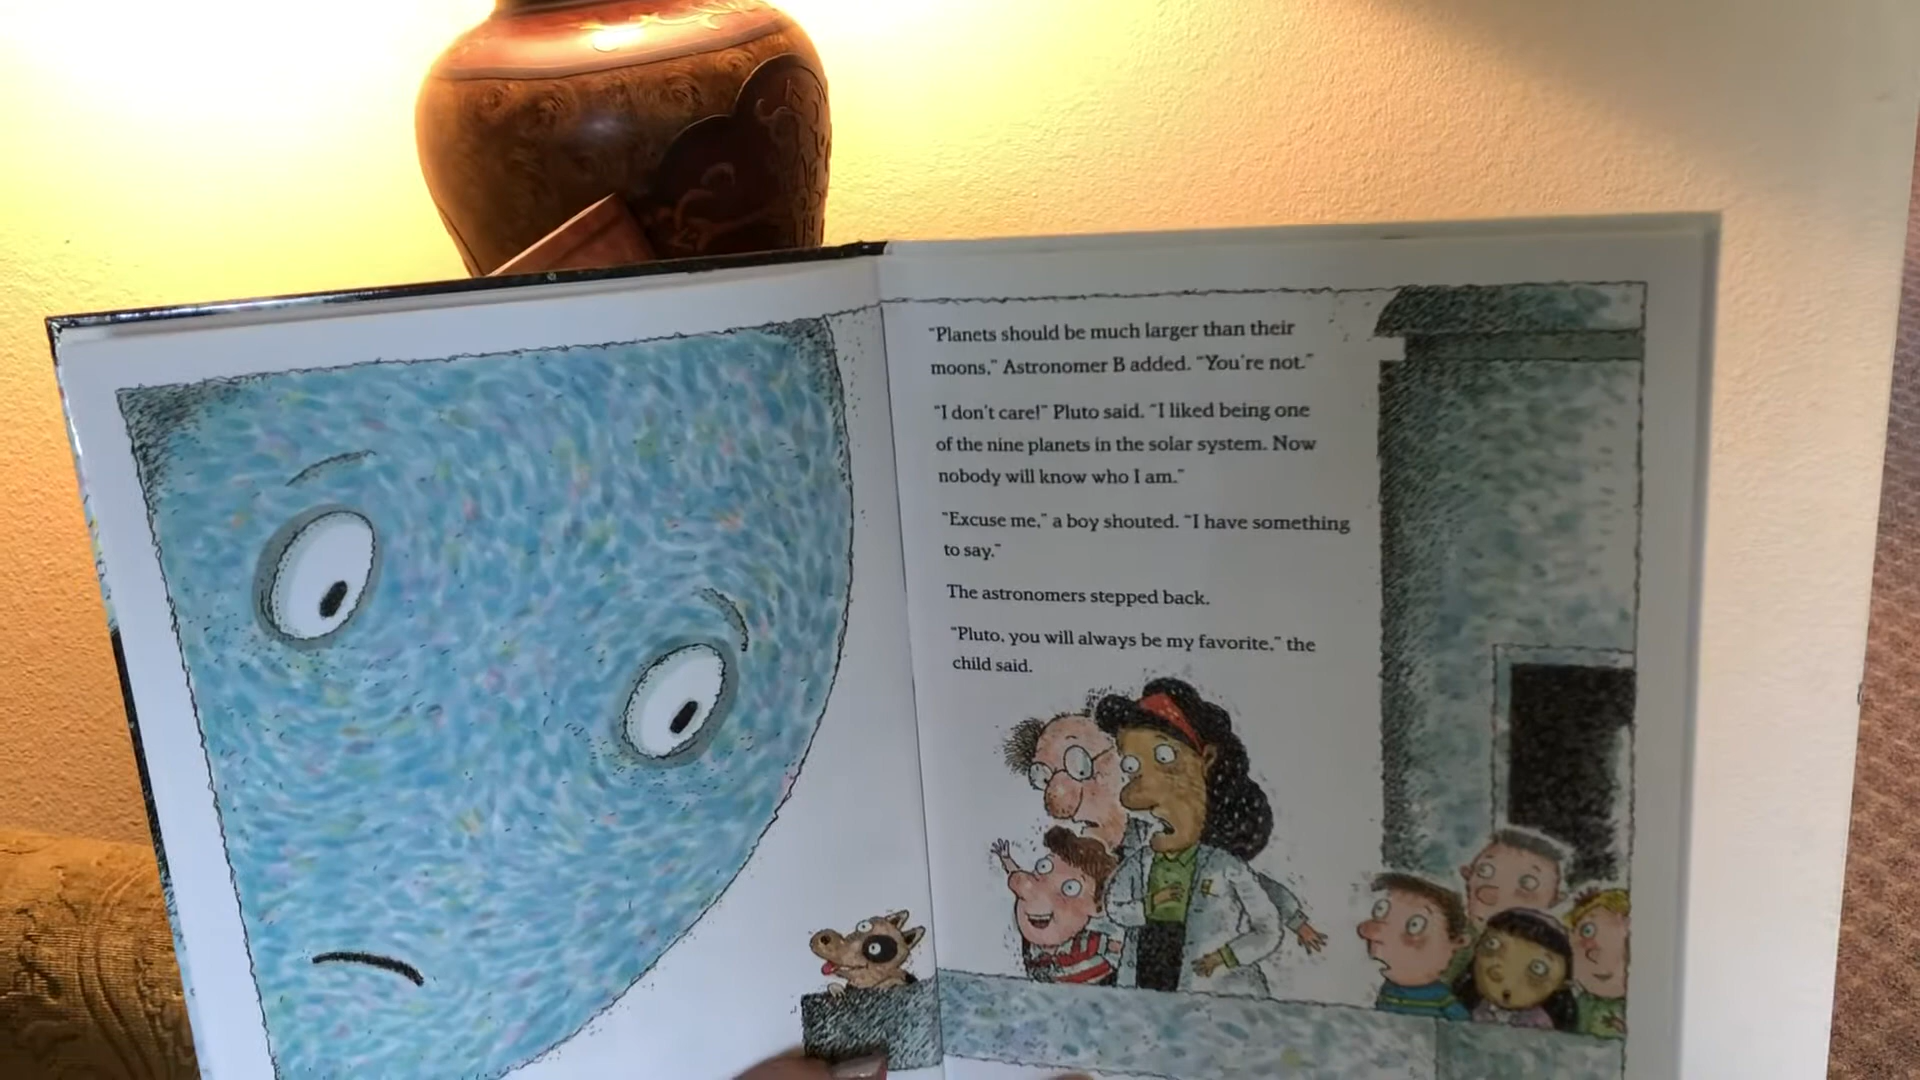 "Planets should be much larger than their
moons," Astronomer B added. "You're not."
"I don't care!" Pluto said. "I liked being one
of the nine planets in the solar system. Now
nobody will know who I am."
"Excuse me," a boy shouted. "I have something
to say."
The astronomers stepped back.
"Pluto, you will always be my favorite," the
child said.